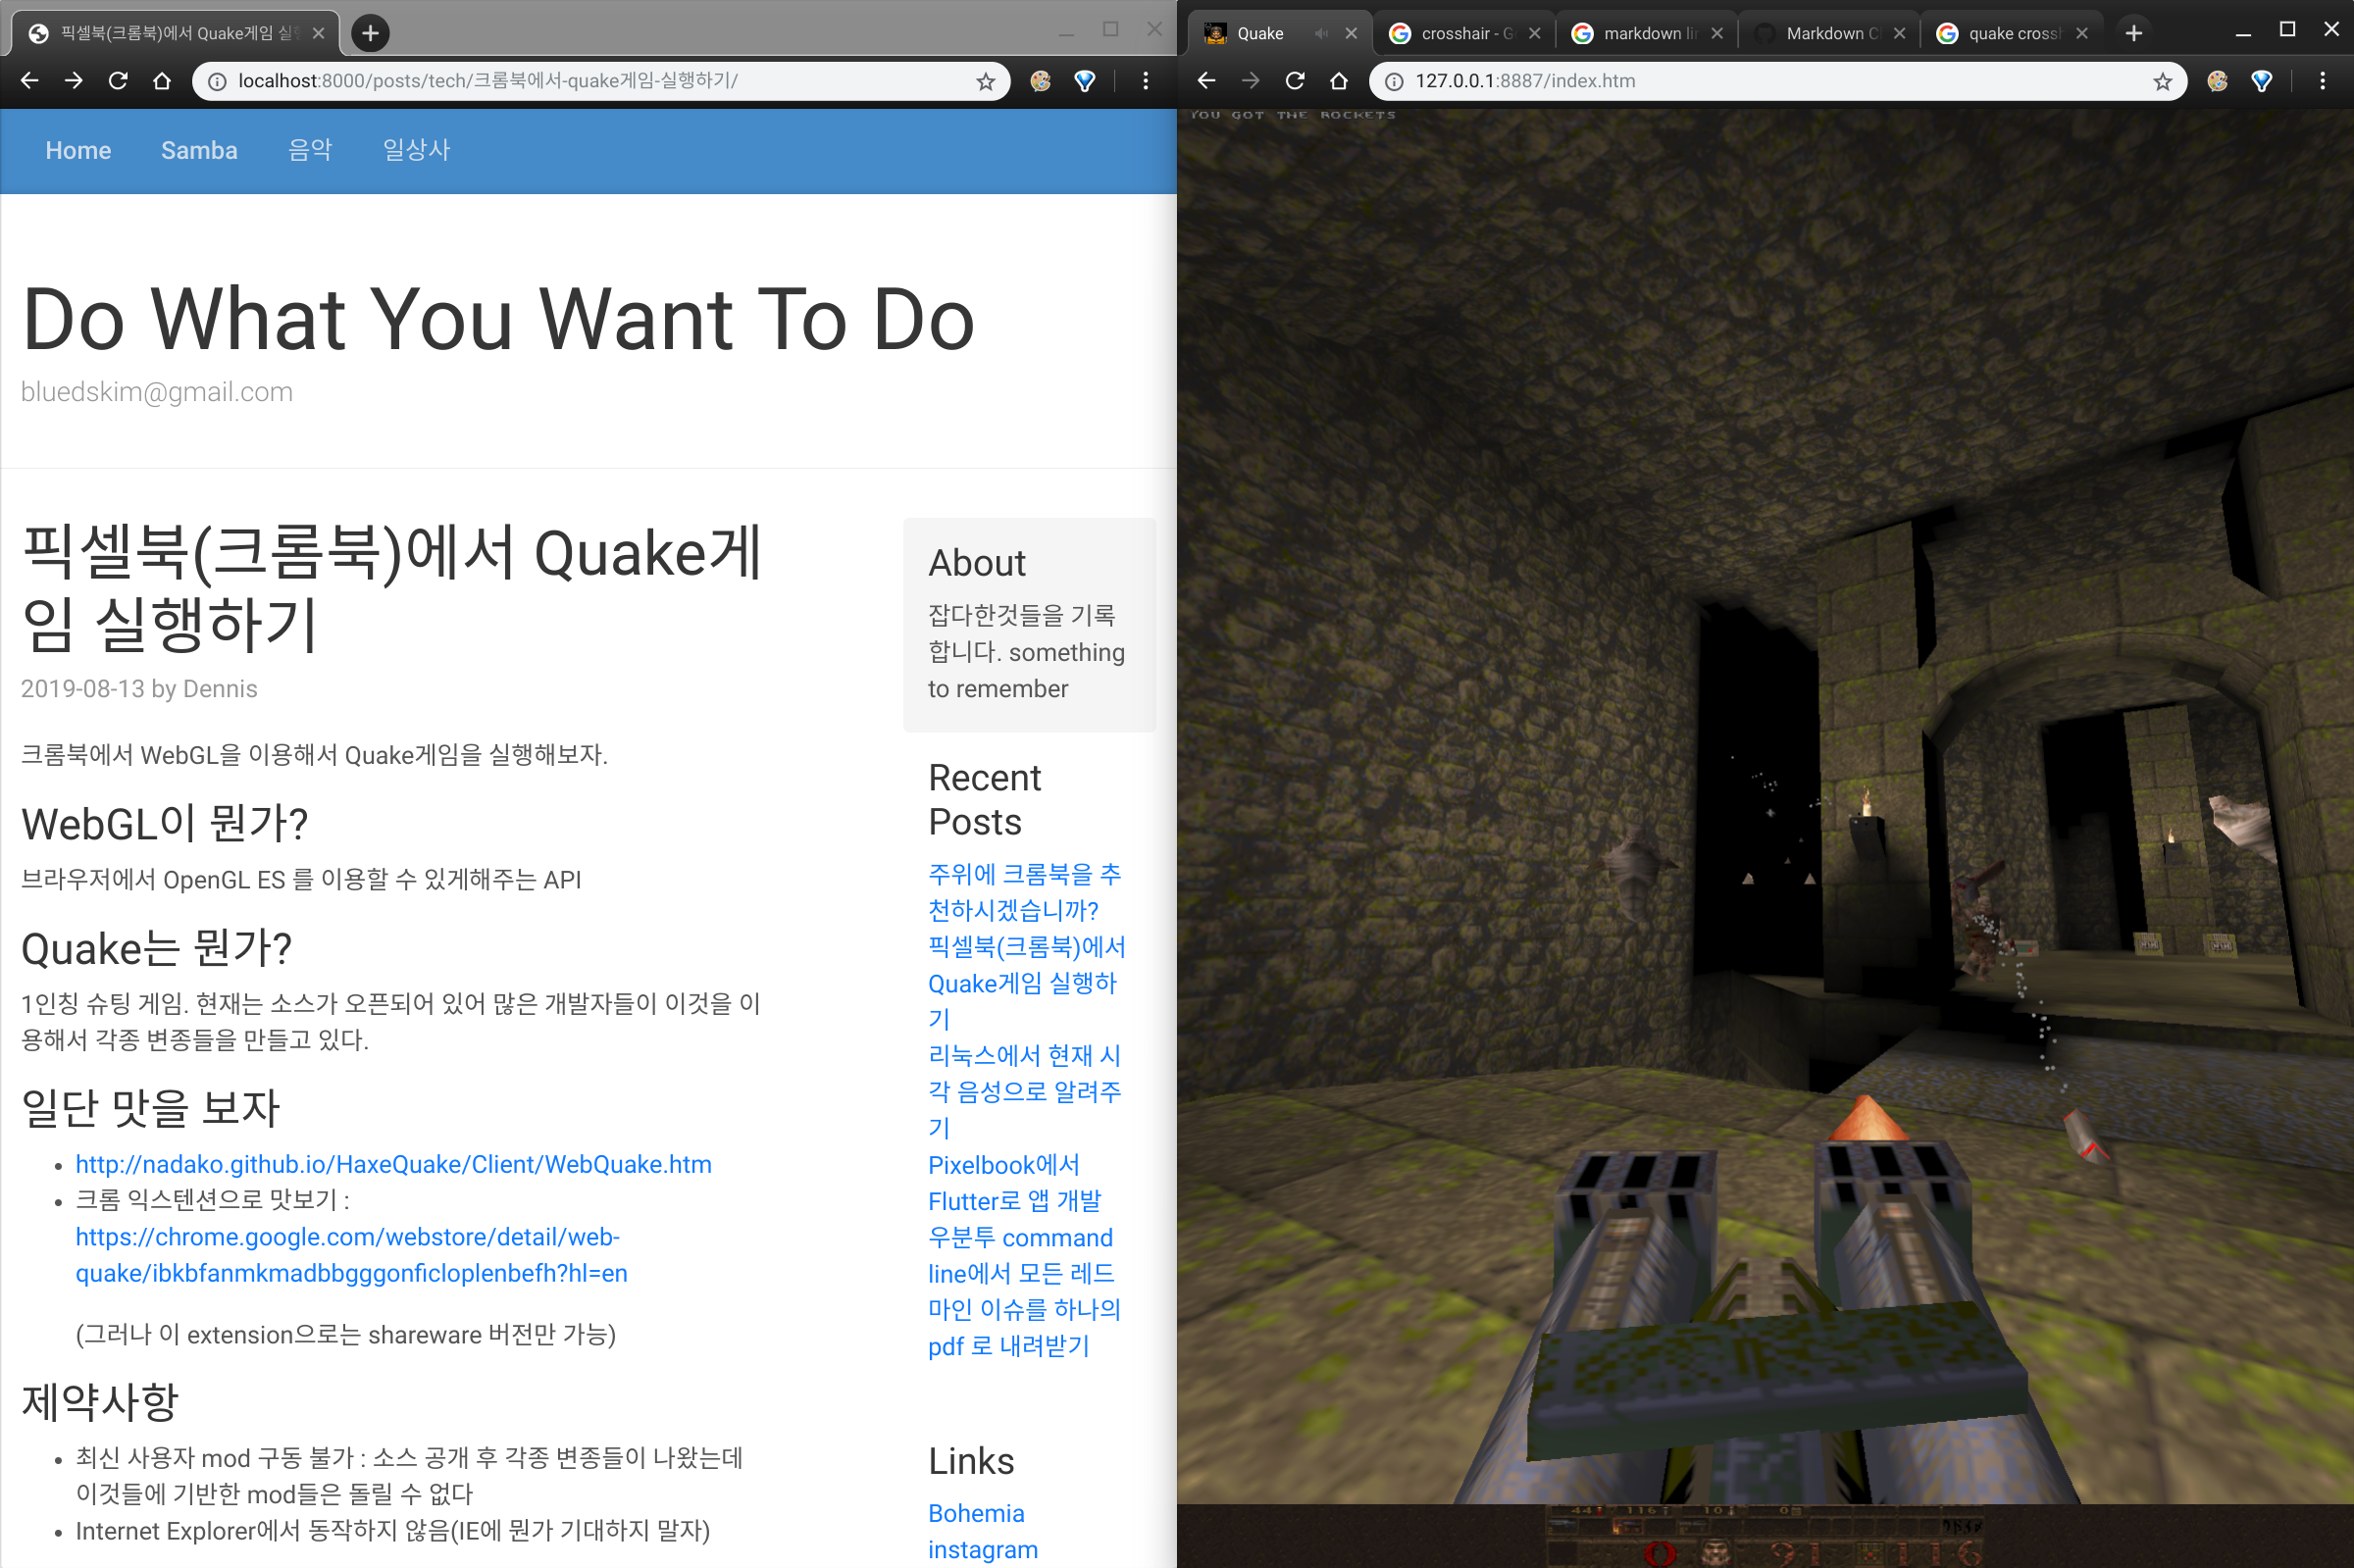 픽셀북(크롬북)에서 Quake게임
localhost:8000/posts/tech/크롬북에서-quake게임-실행하기/
Home Samba 음악 일상사
Do What You Want To Do
bluedskim@gmail.com
픽셀북(크롬북)에서 Quake게
임 실행하기
2019-08-13 by Dennis
크롬북에서 WebGL을 이용해서 Quake게임을 실행해보자.
WebGL이 뭔가?
브라우저에서 OpenGL ES 를 이용할 수 있게해주는 API
Quake는 뭔가?
1인칭 슈팅 게임. 현재는 소스가 오픈되어 있어 많은 개발자들이 이것을 이
용해서 각종 변종들을 만들고 있다.
일단 맛을 보자
http://nadako.github.io/HaxeQuake/Client/WebQuake.htm
크롬 익스텐션으로 맛보기 :
https://chrome.google.com/webstore/detail/web-
quake/ibkbfanmkmadbbgggonficloplenbefh?hl=en
(그러나 이 extension으로는 shareware 버전만 가능)
제약사항
최신 사용자 mod 구동 불가 : 소스 공개 후 각종 변종들이 나왔는데
이것들에 기반한 mod들은 돌릴 수 없다
Internet Explorer에서 동작하지 않음(IE에 뭔가 기대하지 말자)
About
잡다한것들을 기록
합니다. something
to remember
Recent
Posts
주위에 크롬북을 추
천하시겠습니까?
픽셀북(크롬북)에서
Quake게임 실행하
기
리눅스에서 현재 시
각 음성으로 알려주
기
Pixelbook에서
Flutter로 앱 개발
우분투 command
line에서 모든 레드
마인 이슈를 하나의
pdf 로 내려받기
Links
Bohemia
instagram
Quake crosshair - G markdown lin Markdown C quake crossh
127.0.0.1:8887/index.htm
YOU GOT THE ROCKETS
44 116 10 0
91 116